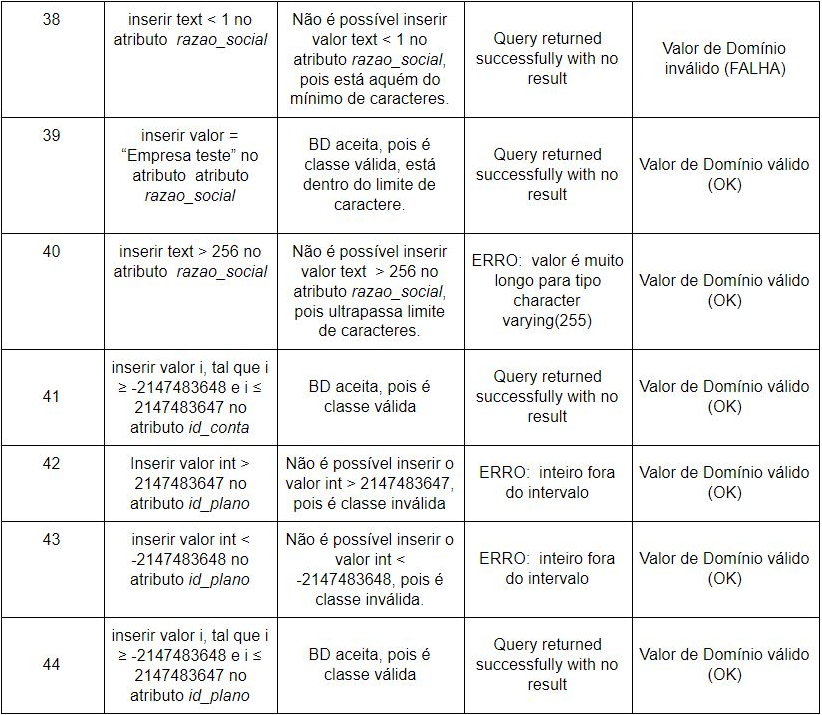 38
inserir text < 1 no
atributo razao_social
Não é possível inserir
valor text < 1 no
atributo razao_social,
pois está aquém do
mínimo de caracteres.
Query returned
successfully with no
result
Valor de Domínio
inválido (FALHA)
39
inserir valor =
“Empresa teste” no
atributo atributo
razao_social
BD aceita, pois é
classe válida, está
dentro do limite de
caractere.
Query returned
successfully with no
result
Valor de Domínio válido
(OK)
40
inserir text > 256 no
atributo razao_social
Não é possível inserir
valor text > 256 no
atributo razao_social,
pois ultrapassa limite
de caracteres.
ERRO: valor é muito
longo para tipo
character
varying(255)
Valor de Domínio válido
(OK)
41
inserir valor i, tal que i
≥ -2147483648 e i ≤
2147483647 no
atributo id_conta
BD aceita, pois é
classe válida
Query returned
successfully with no
result
Valor de Domínio válido
(OK)
42
Inserir valor int >
2147483647 no
atributo id_plano
Não é possível inserir o
valor int > 2147483647,
pois é classe inválida
ERRO: inteiro fora
do intervalo
Valor de Domínio válido
(OK)
43
inserir valor int <
-2147483648 no
atributo id_plano
Não é possível inserir o
valor int <
-2147483648, pois é
classe inválida.
ERRO: inteiro fora
do intervalo
Valor de Domínio válido
(OK)
44
inserir valor i, tal que i
≥ -2147483648 e i ≤
2147483647 no
atributo id_plano
BD aceita, pois é
classe válida
Query returned
successfully with no
result
Valor de Domínio válido
(OK)